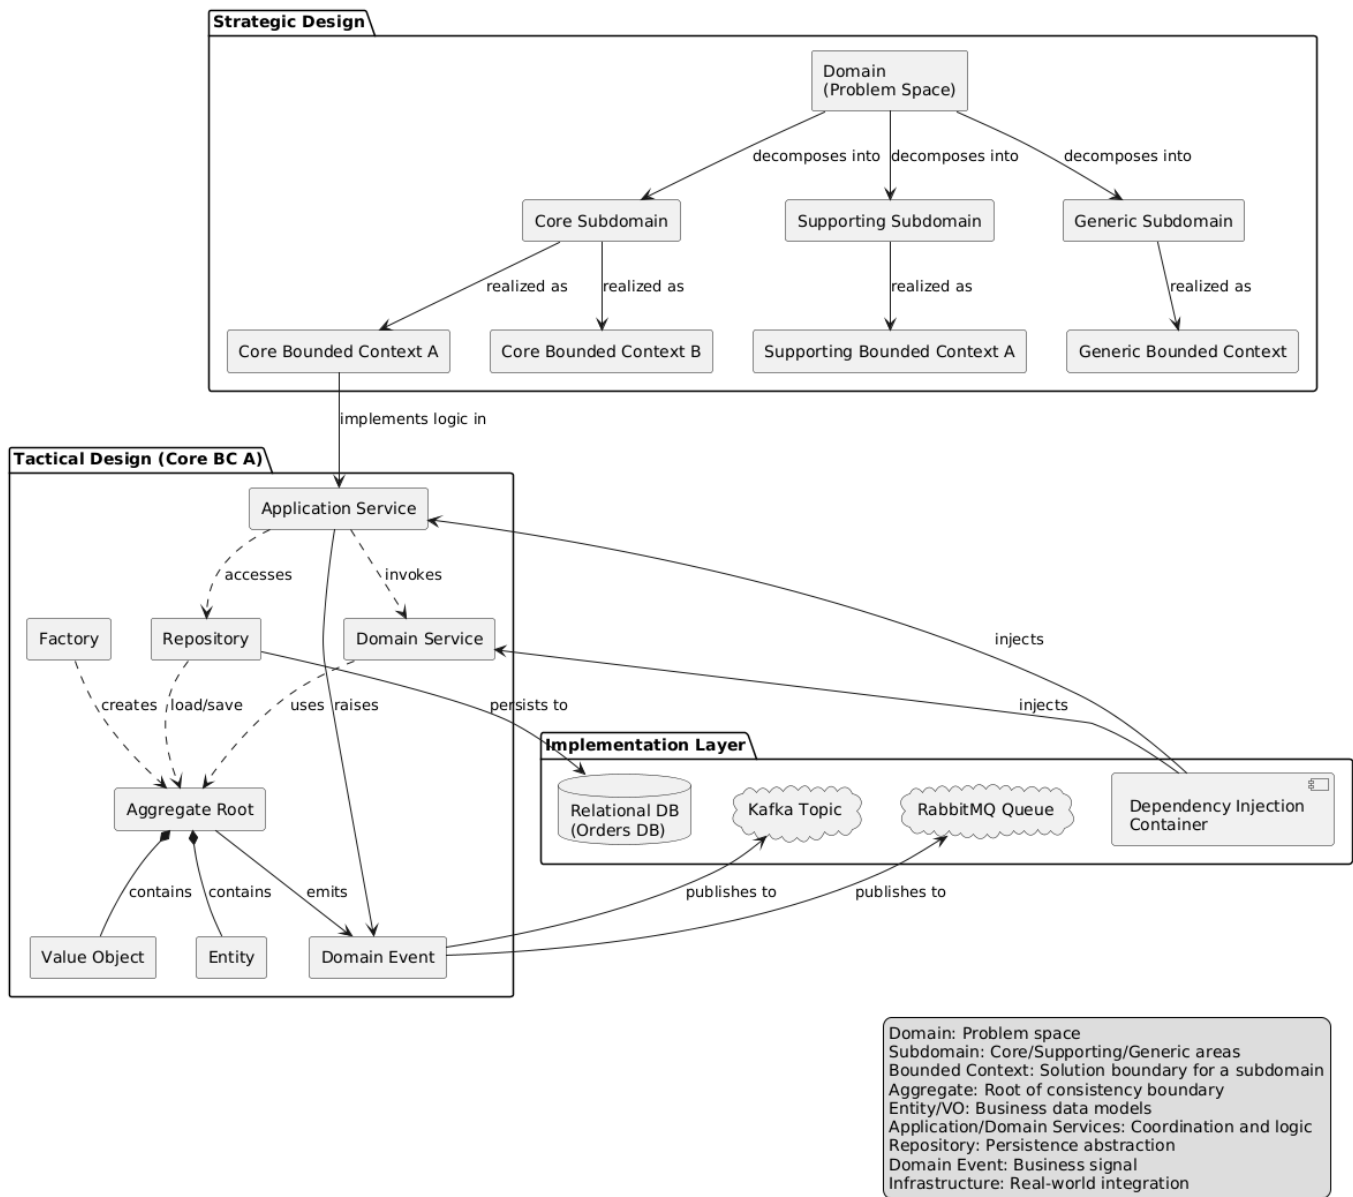 Strategic Design
Domain
(Problem Space)
decomposes into
decomposes into
decomposes into
Core Subdomain
Supporting Subdomain
Generic Subdomain
realized as
realized as
realized as
realized as
Core Bounded Context A
Core Bounded Context B
Supporting Bounded Context A
Generic Bounded Context
implements logic in
Tactical Design (Core BC A)
Application Service
accesses
invokes
injects
Factory
Repository
Domain Service
creates
load/save
uses
raises
persists to
injects
Implementation Layer
Aggregate Root
Relational DB
(Orders DB)
Kafka Topic
RabbitMQ Queue
Dependency Injection
Container
contains
contains
emits
publishes to
publishes to
Value Object
Entity
Domain Event
Domain: Problem space
Subdomain: Core/Supporting/Generic areas
Bounded Context: Solution boundary for a subdomain
Aggregate: Root of consistency boundary
Entity/VO: Business data models
Application/Domain Services: Coordination and logic
Repository: Persistence abstraction
Domain Event: Business signal
Infrastructure: Real-world integration